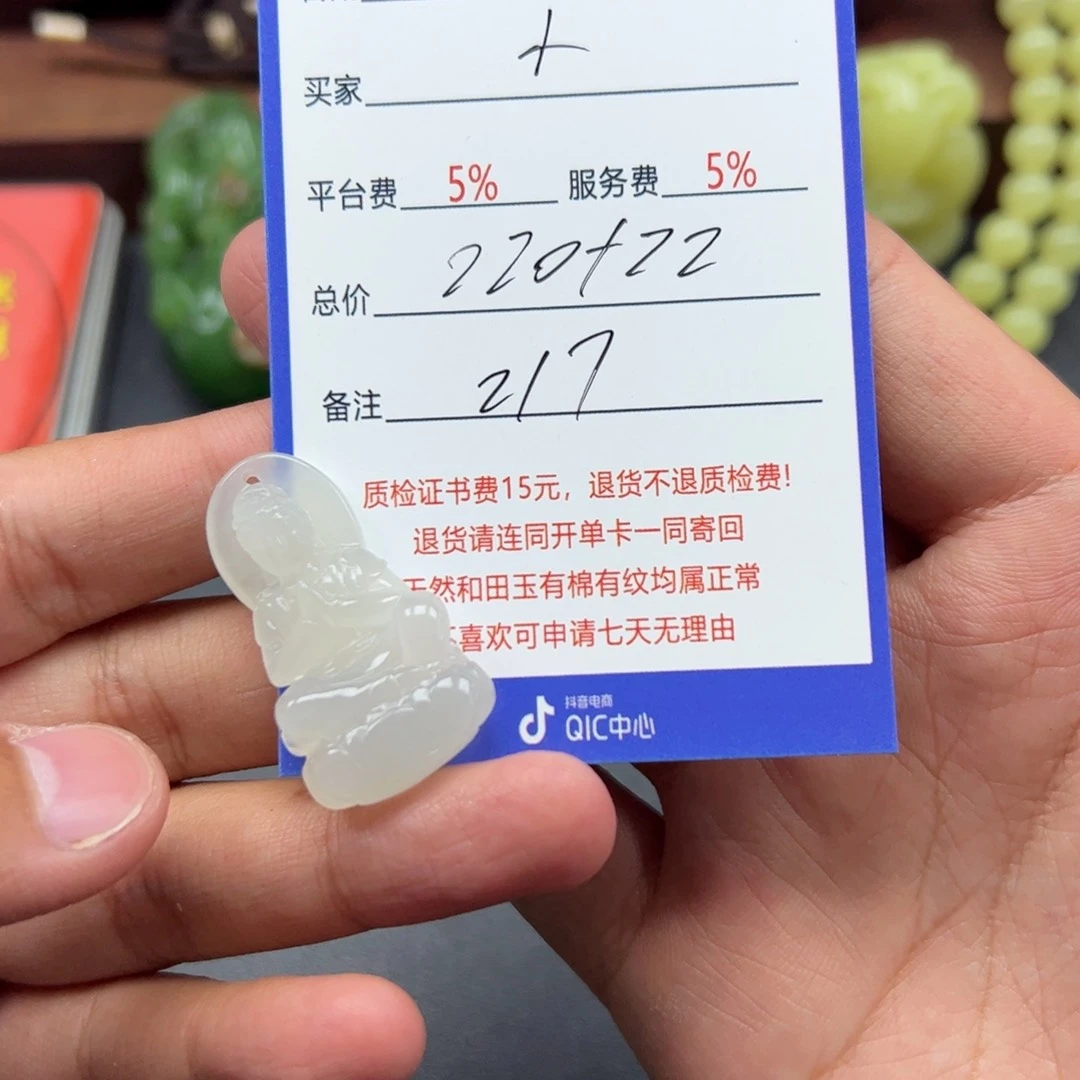 买家 +
平台费 5% 服务费 5%
总价 220+22
备注 217
质检证书费15元，退货不退质检费！
退货请连同开单卡一同寄回
天然和田玉有棉有纹均属正常
喜欢可申请七天无理由
抖音电商
QIC中心